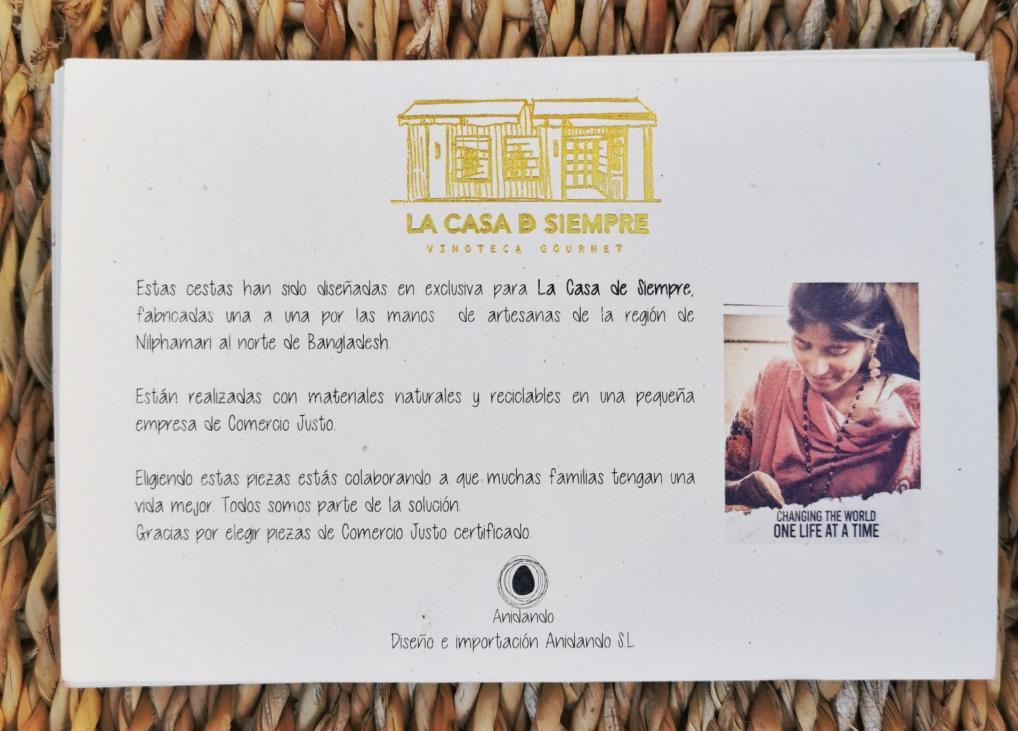 LA CASA D SIEMPRE
VINOTECA GOURMET
Estas cestas han sido diseñadas en exclusiva para La Casa de Siempre,
fabricadas una a una por las manos de artesanas de la región de
Nilphamari al norte de Bangladesh.
Están realizadas con materiales naturales y reciclables en una pequeña
empresa de Comercio Justo.
Eligiendo estas piezas estás colaborando a que muchas familias tengan una
vida mejor. Todos somos parte de la solución.
Gracias por elegir piezas de Comercio Justo certificado.
CHANGING THE WORLD
ONE LIFE AT A TIME
Anidando
Diseño e importación Anidando S.L